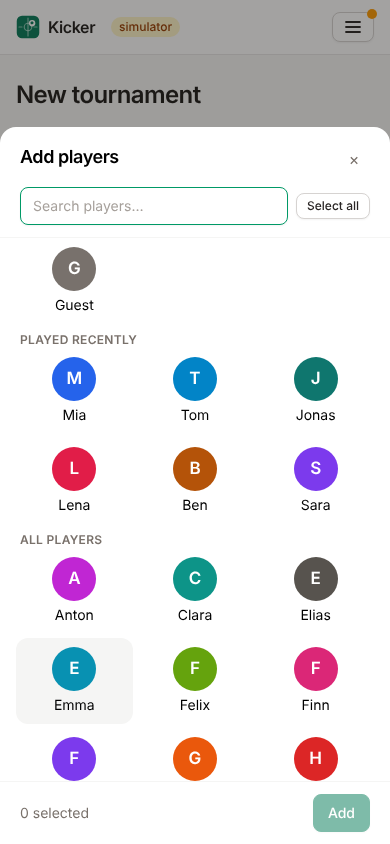 Kicker simulator
New tournament
Add players ×
Search players... Select all
G
Guest
PLAYED RECENTLY
M T J
Mia Tom Jonas
L B S
Lena Ben Sara
ALL PLAYERS
A C E
Anton Clara Elias
E F F
Emma Felix Finn
F G H
0 selected Add